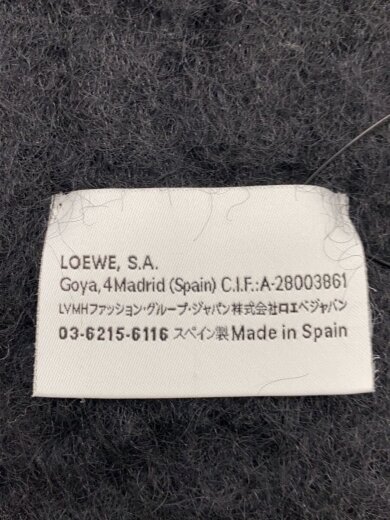 LOEWE, S.A.
Goya, 4 Madrid (Spain) C.I.F.:A-28003861
LVMHファッション・グループ・ジャパン株式会社ロエベジャパン
03-6215-6116 スペイン製 Made in Spain